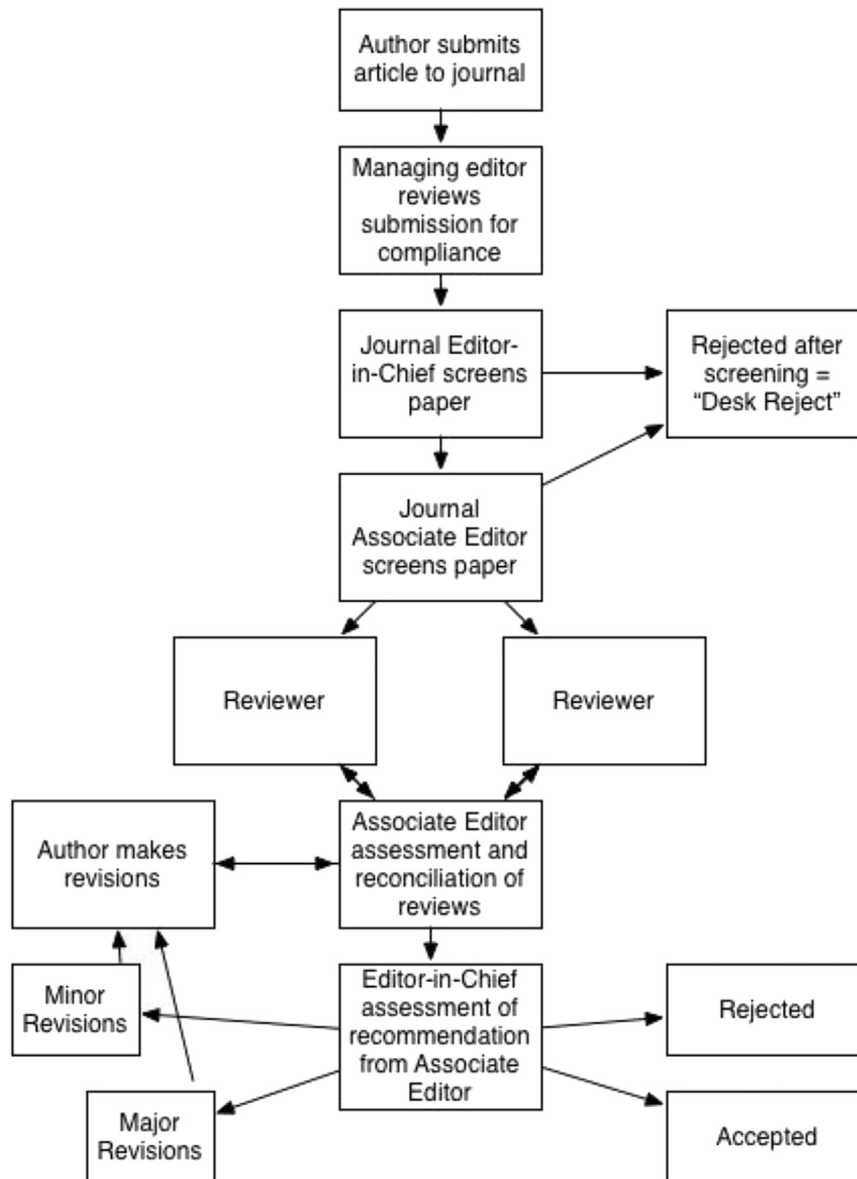 Author submits
article to journal
Managing editor
reviews
submission for
compliance
Journal Editor-
in-Chief screens
paper
Rejected after
screening =
“Desk Reject”
Journal
Associate Editor
screens paper
Reviewer
Reviewer
Author makes
revisions
Associate Editor
assessment and
reconciliation of
reviews
Minor
Revisions
Editor-in-Chief
assessment of
recommendation
from Associate
Editor
Rejected
Major
Revisions
Accepted